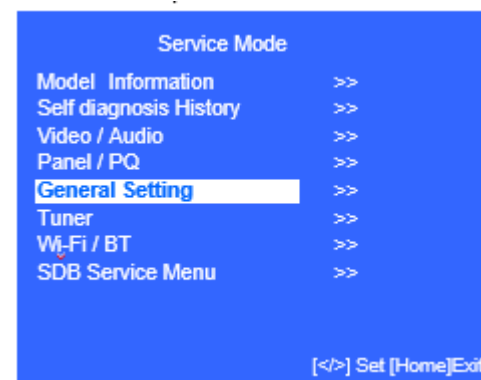 Service Mode
Model Information >>
Self diagnosis History >>
Video / Audio >>
Panel / PQ >>
General Setting >>
Tuner >>
Wi-Fi / BT >>
SDB Service Menu >>
[</>] Set [Home]Exit